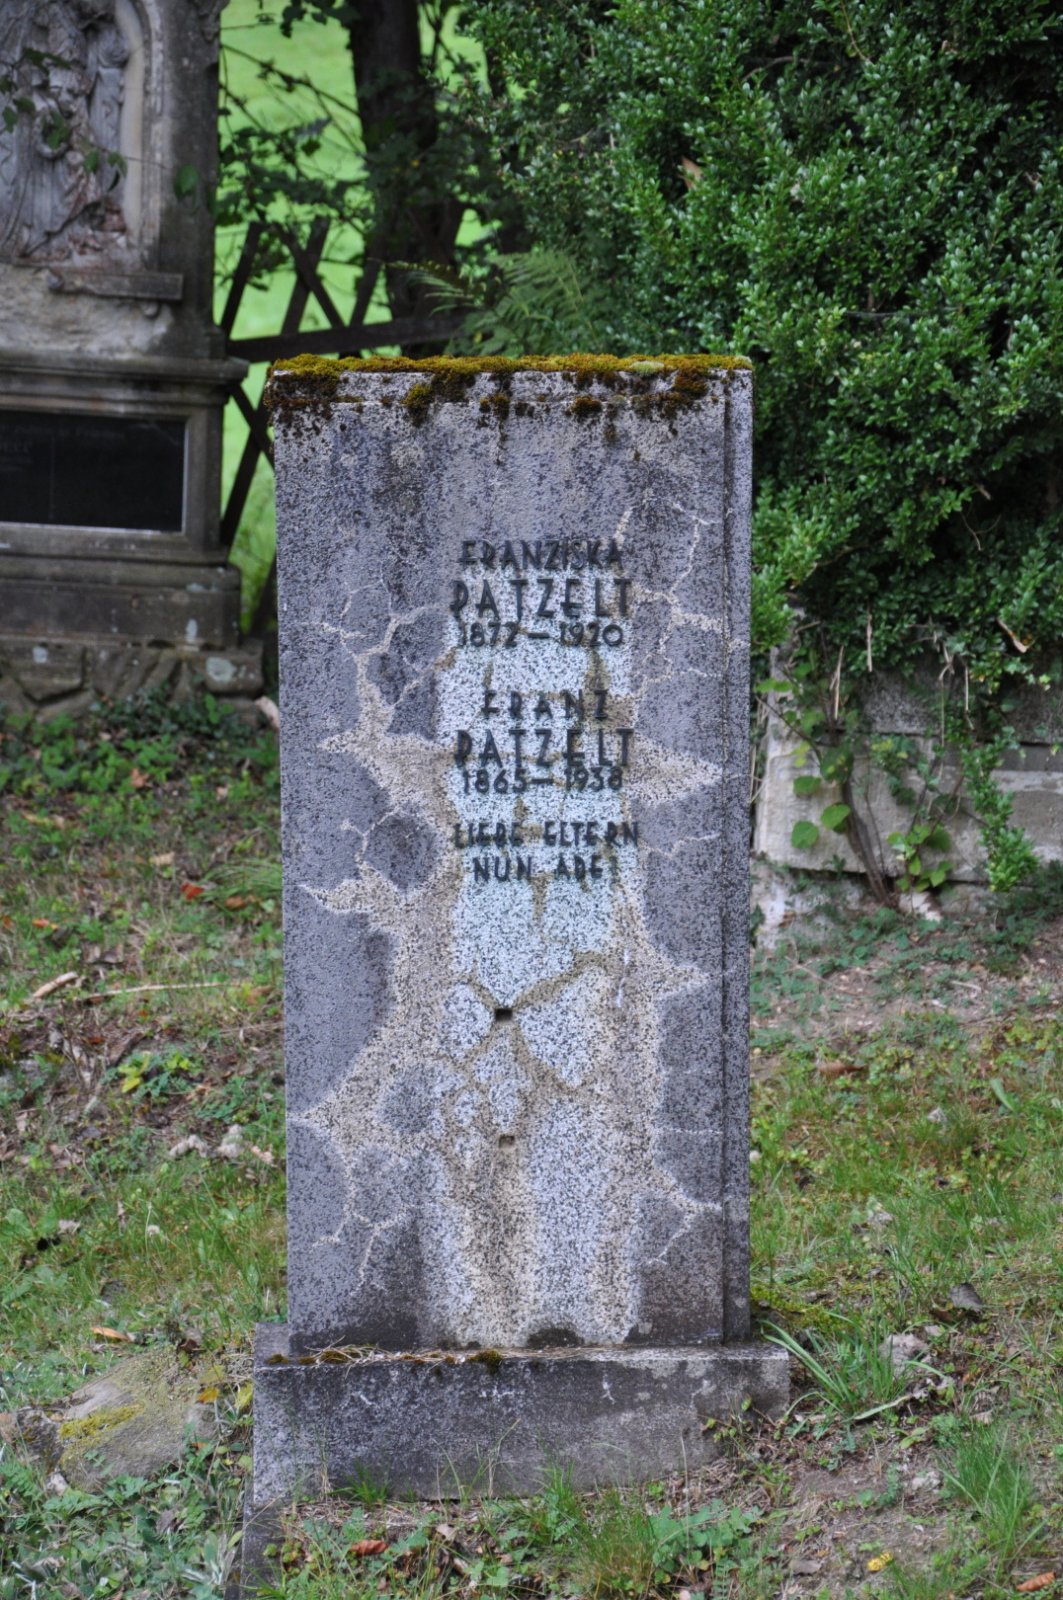 FRANZISKA
PATZELT
1872-1920
FRANZ
PATZELT
1865-1938
LIEBE ELTERN
NUN ADE!